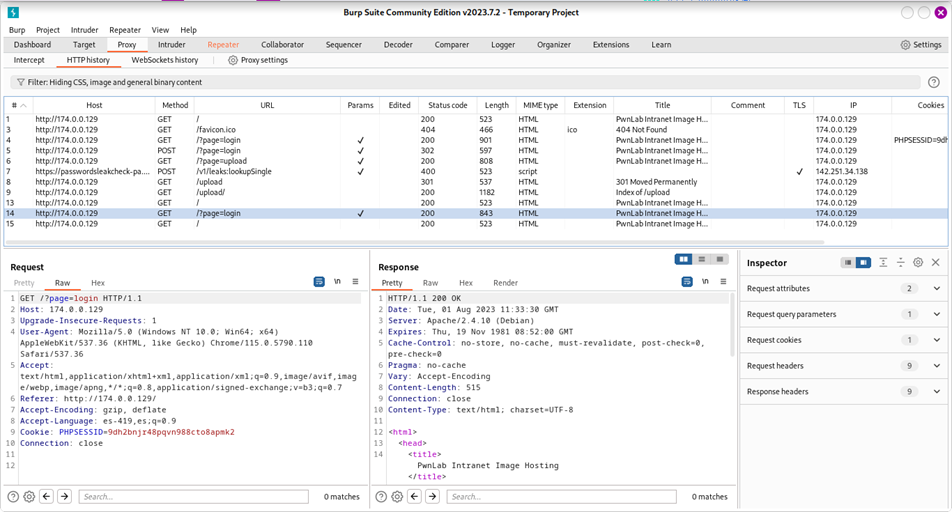 Burp Suite Community Edition v2023.7.2 - Temporary Project
Burp Project Intruder Repeater View Help
Dashboard Target Proxy Intruder Repeater Collaborator Sequencer Decoder Comparer Logger Organizer Extensions Learn Settings
Intercept HTTP history WebSockets history Proxy settings
Filter: Hiding CSS, image and general binary content
# Host Method URL Params Edited Status code Length MIME type Extension Title Comment TLS IP Cookies
1 http://174.0.0.129 GET / 200 523 HTML PwnLab Intranet Image H... 174.0.0.129
3 http://174.0.0.129 GET /favicon.ico 404 466 HTML ico 404 Not Found 174.0.0.129
4 http://174.0.0.129 GET /?page=login ✓ 200 901 HTML PwnLab Intranet Image H... 174.0.0.129 PHPSESSID=9dh
5 http://174.0.0.129 POST /?page=login ✓ 302 597 HTML PwnLab Intranet Image H... 174.0.0.129
6 http://174.0.0.129 GET /?page=upload ✓ 200 808 HTML PwnLab Intranet Image H... 174.0.0.129
7 https://passwordsleakcheck-pa.... POST /v1/leaks:lookupSingle ✓ 400 523 script ✓ 142.251.34.138
8 http://174.0.0.129 GET /upload 301 537 HTML 301 Moved Permanently 174.0.0.129
9 http://174.0.0.129 GET /upload/ 200 1182 HTML Index of /upload 174.0.0.129
13 http://174.0.0.129 GET / 200 523 HTML PwnLab Intranet Image H... 174.0.0.129
14 http://174.0.0.129 GET /?page=login ✓ 200 843 HTML PwnLab Intranet Image H... 174.0.0.129
15 http://174.0.0.129 GET / 200 523 HTML PwnLab Intranet Image H... 174.0.0.129
Request
Pretty Raw Hex \n
1 GET /?page=login HTTP/1.1
2 Host: 174.0.0.129
3 Upgrade-Insecure-Requests: 1
4 User-Agent: Mozilla/5.0 (Windows NT 10.0; Win64; x64)
AppleWebKit/537.36 (KHTML, like Gecko) Chrome/115.0.5790.110
Safari/537.36
5 Accept:
text/html,application/xhtml+xml,application/xml;q=0.9,image/avif,imag
e/webp,image/apng,*/*;q=0.8,application/signed-exchange;v=b3;q=0.7
6 Referer: http://174.0.0.129/
7 Accept-Encoding: gzip, deflate
8 Accept-Language: es-419,es;q=0.9
9 Cookie: PHPSESSID=9dh2bnjr48pqvn988cto8apmk2
10 Connection: close
11
12
Search...
0 matches
Response
Pretty Raw Hex Render \n
1 HTTP/1.1 200 OK
2 Date: Tue, 01 Aug 2023 11:33:30 GMT
3 Server: Apache/2.4.10 (Debian)
4 Expires: Thu, 19 Nov 1981 08:52:00 GMT
5 Cache-Control: no-store, no-cache, must-revalidate, post-check=0,
pre-check=0
6 Pragma: no-cache
7 Vary: Accept-Encoding
8 Content-Length: 515
9 Connection: close
10 Content-Type: text/html; charset=UTF-8
11
12 <html>
13 <head>
14 <title>
PwnLab Intranet Image Hosting
</title>
Search...
0 matches
Inspector
Request attributes 2
Request query parameters 1
Request cookies 1
Request headers 9
Response headers 9